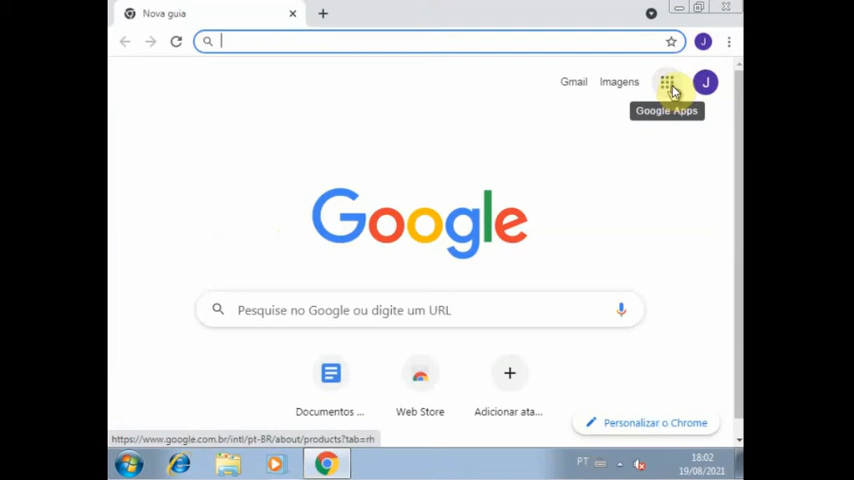 Nova guia
J
Gmail
Imagens
J
Google Apps
Google
Pesquise no Google ou digite um URL
Documentos ...
Web Store
Adicionar ata...
Personalizar o Chrome
https://www.google.com.br/intl/pt-BR/about/products?tab=rh
PT
18:02
19/08/2021